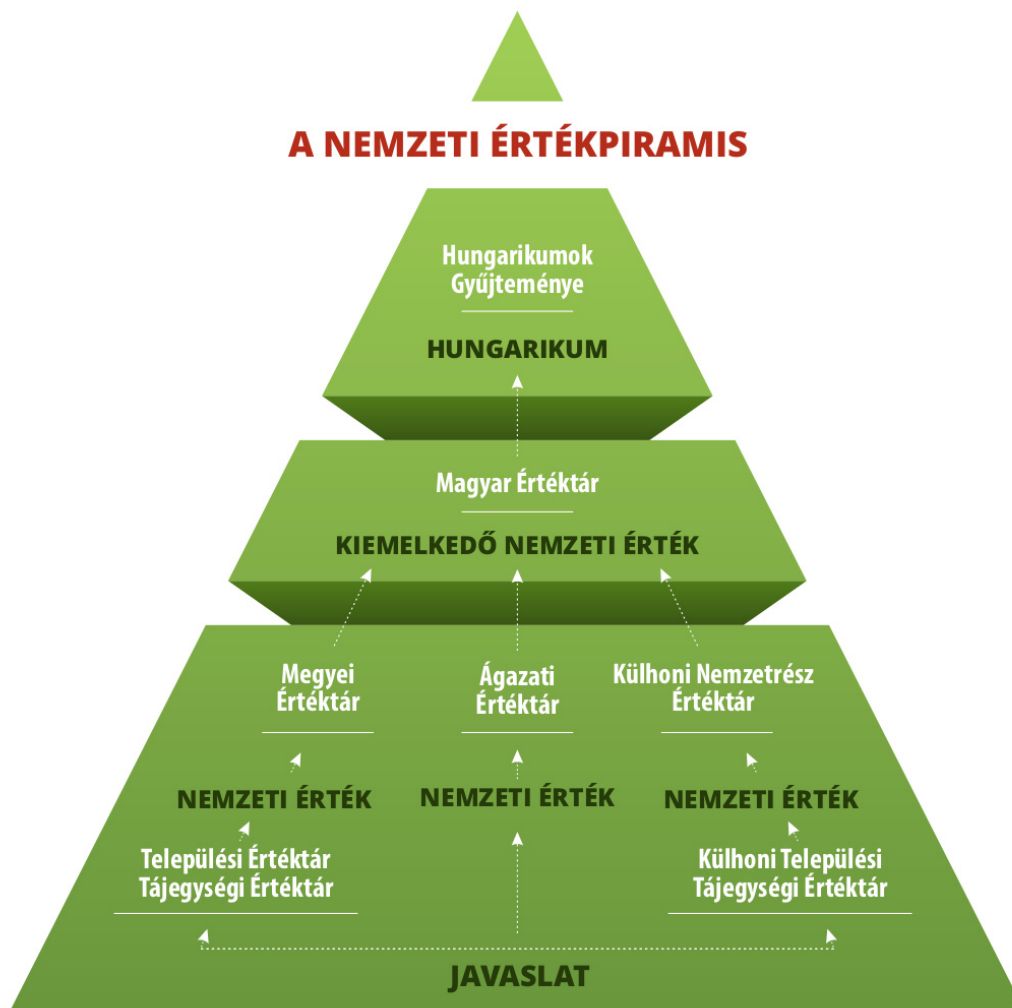 A NEMZETI ÉRTÉKPIRAMIS
Hungarikumok
Gyűjteménye
HUNGARIKUM
Magyar Értéktár
KIEMELKEDŐ NEMZETI ÉRTÉK
Megyei
Értéktár
Ágazati
Értéktár
Külhoni Nemzetrész
Értéktár
NEMZETI ÉRTÉK
NEMZETI ÉRTÉK
NEMZETI ÉRTÉK
Települési Értéktár
Tájegységi Értéktár
Külhoni Települési
Tájegységi Értéktár
JAVASLAT